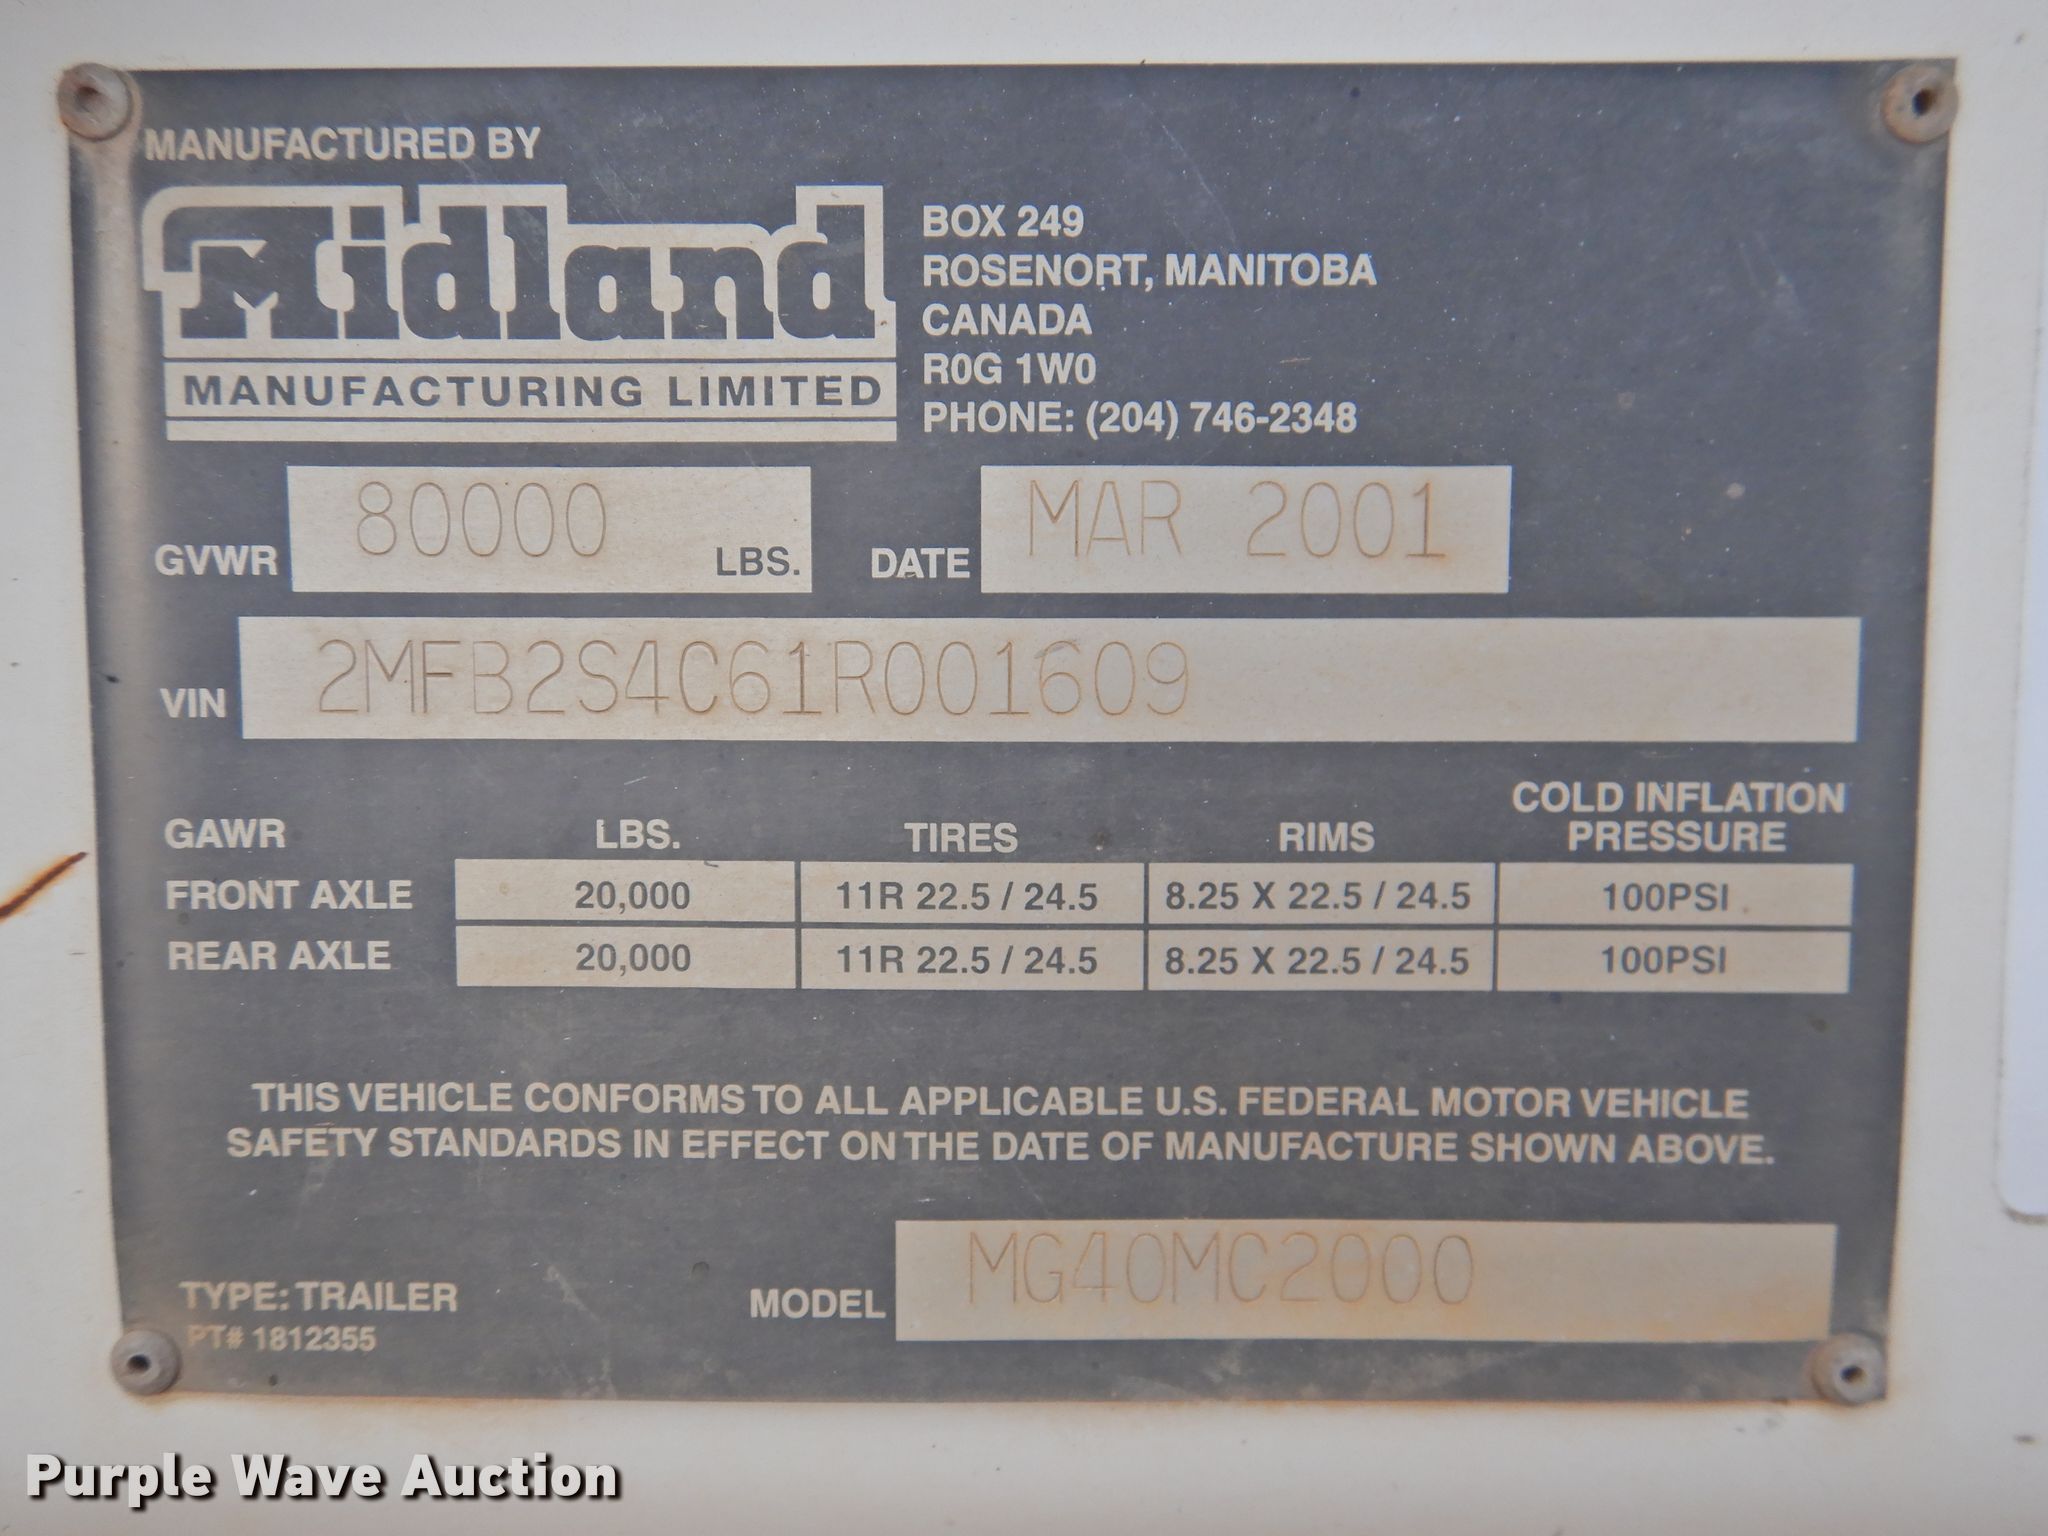 MANUFACTURED BY
Midland
MANUFACTURING LIMITED
BOX 249
ROSENORT, MANITOBA
CANADA
R0G 1W0
PHONE: (204) 746-2348
GVWR 80000 LBS. DATE MAR 2001
VIN 2MFB2S4C61R001609
GAWR LBS. TIRES RIMS COLD INFLATION PRESSURE
FRONT AXLE 20,000 11R 22.5 / 24.5 8.25 X 22.5 / 24.5 100PSI
REAR AXLE 20,000 11R 22.5 / 24.5 8.25 X 22.5 / 24.5 100PSI
THIS VEHICLE CONFORMS TO ALL APPLICABLE U.S. FEDERAL MOTOR VEHICLE
SAFETY STANDARDS IN EFFECT ON THE DATE OF MANUFACTURE SHOWN ABOVE.
TYPE: TRAILER MODEL MG40MC2000
PT# 1812355
Purple Wave Auction